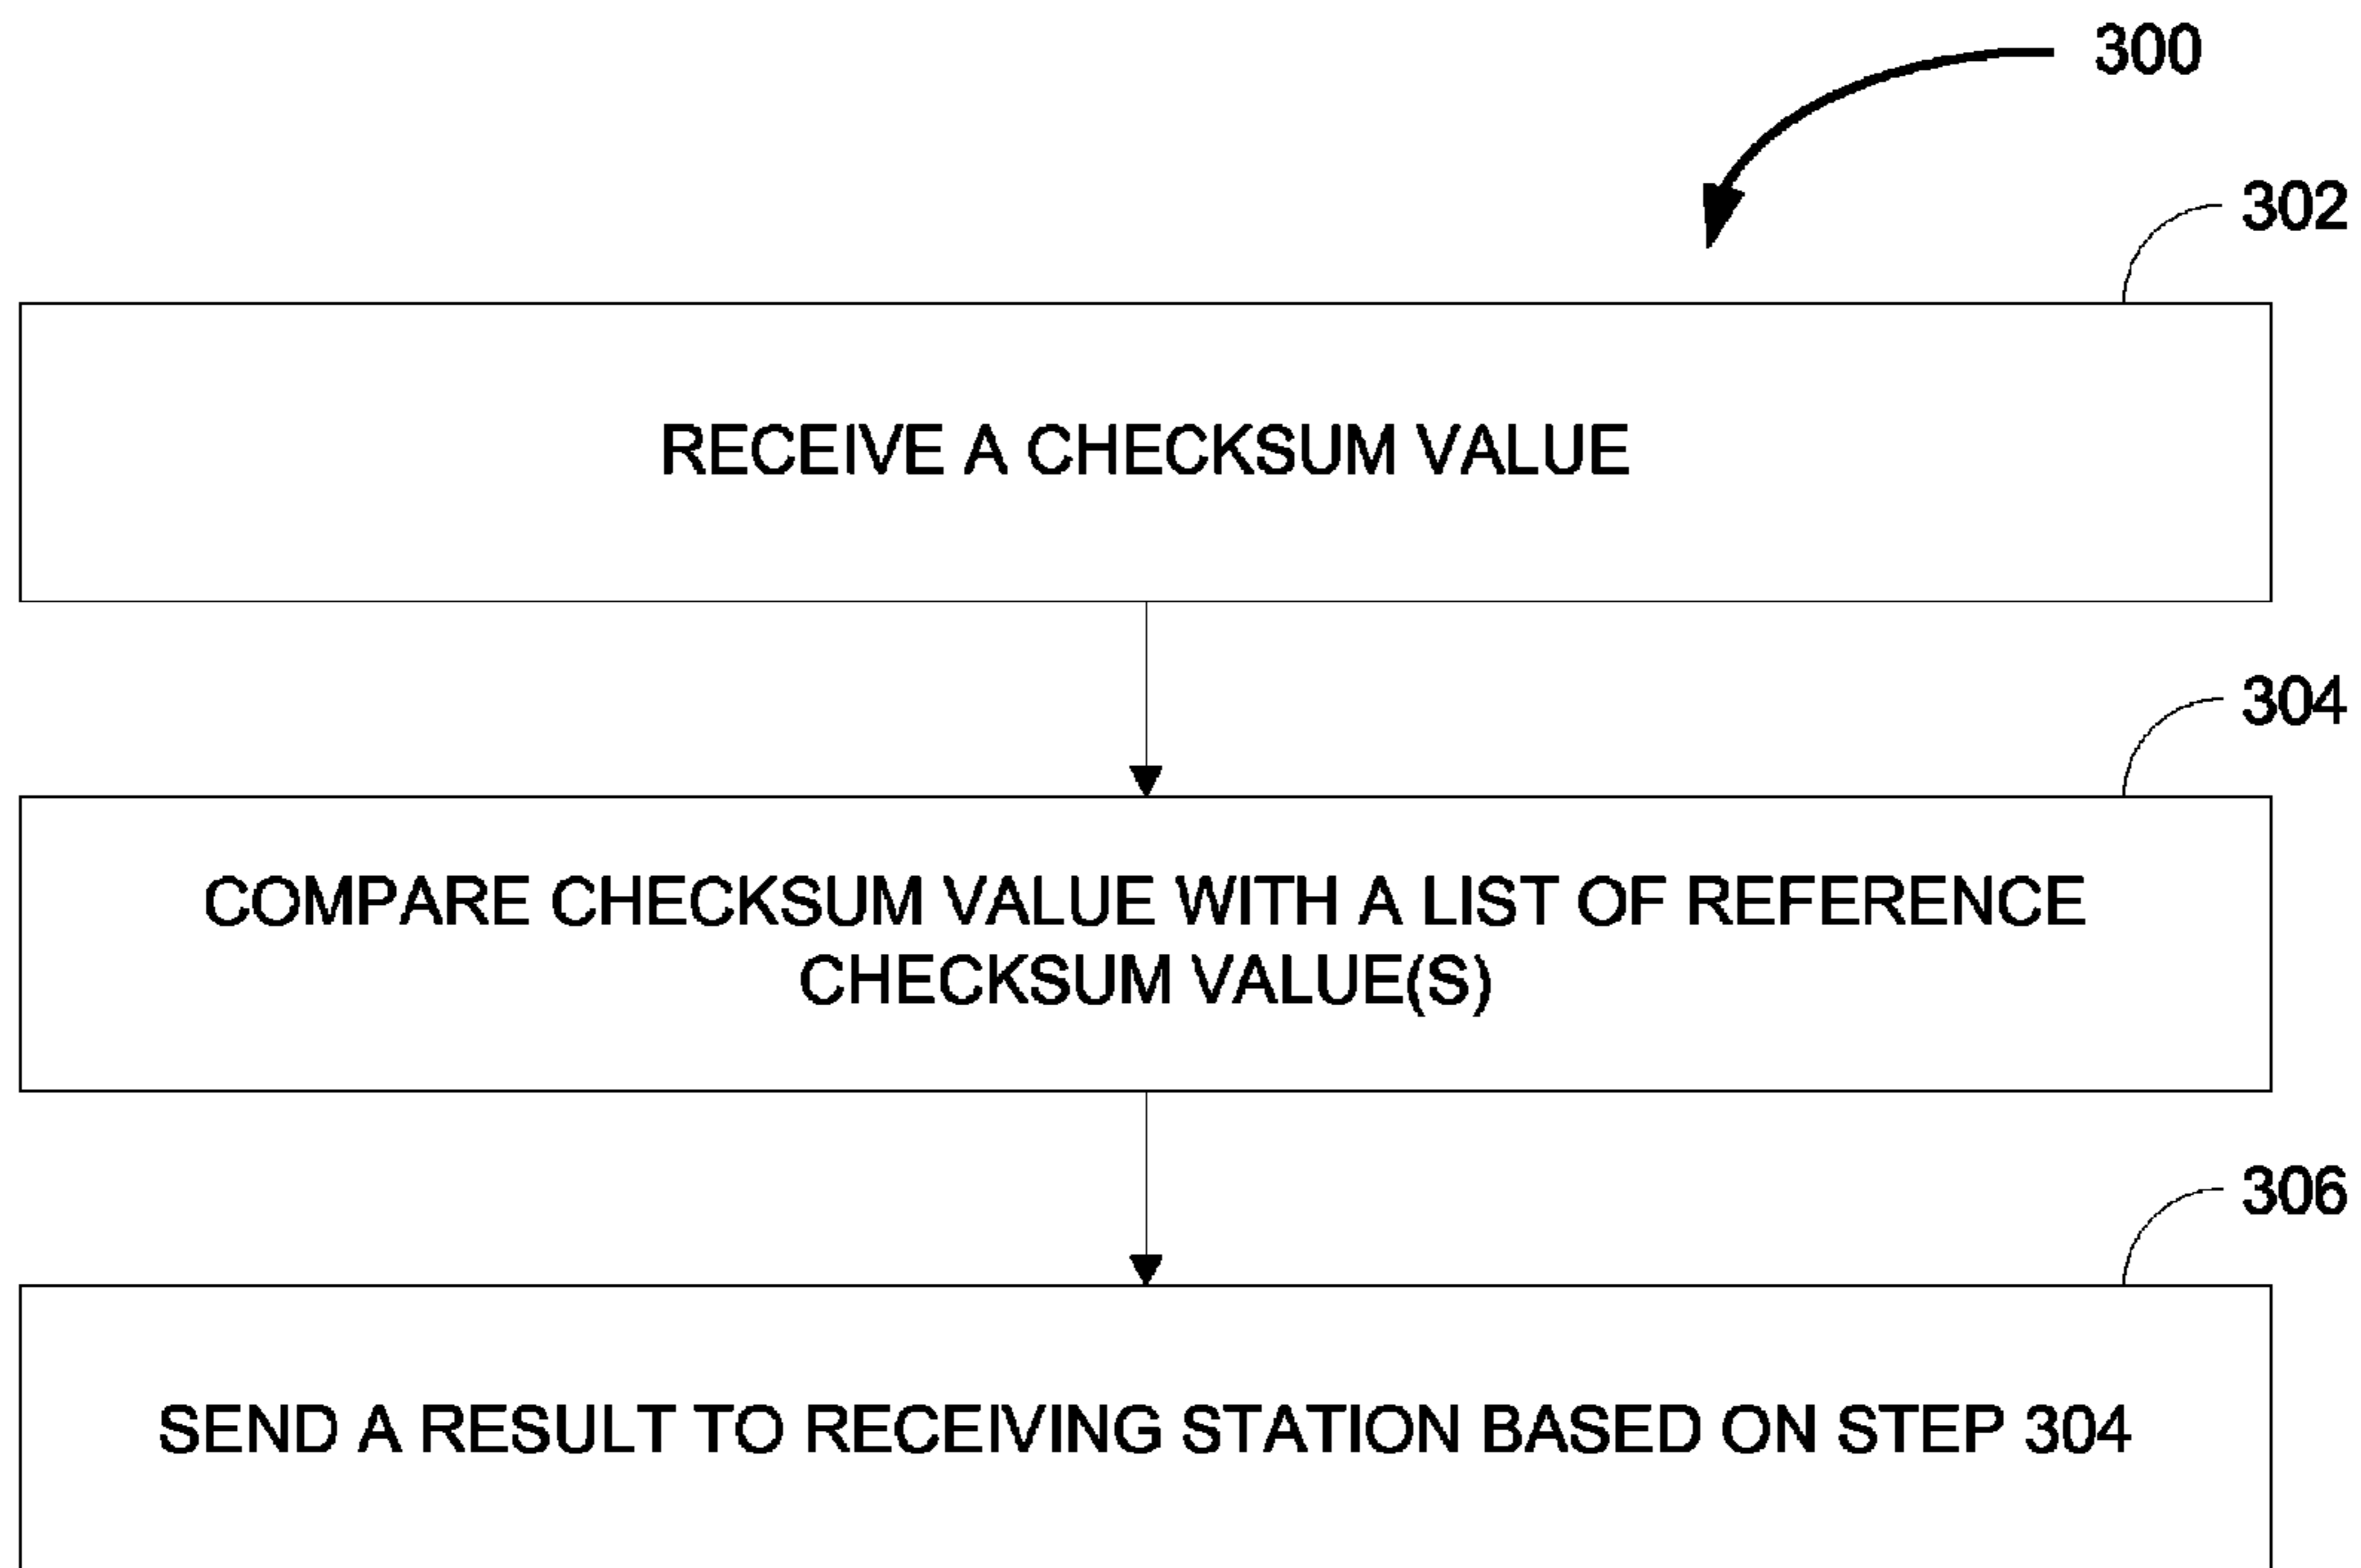 300
302
RECEIVE A CHECKSUM VALUE
304
COMPARE CHECKSUM VALUE WITH A LIST OF REFERENCE
CHECKSUM VALUE(S)
306
SEND A RESULT TO RECEIVING STATION BASED ON STEP 304